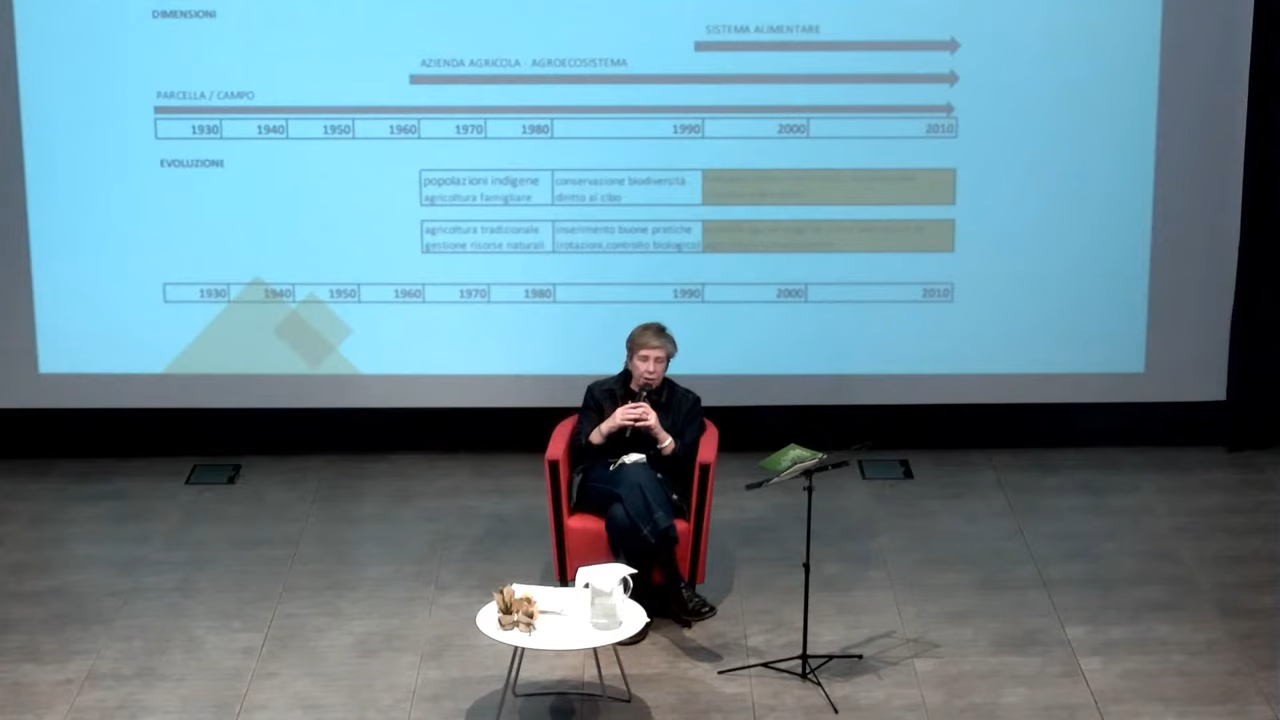 DIMENSIONI
SISTEMA ALIMENTARE
AZIENDA AGRICOLA - AGROECOSISTEMA
PARCELLA / CAMPO
1930 1940 1950 1960 1970 1980 1990 2000 2010
EVOLUZIONE
popolazioni indigene conservazione biodiversità
agricoltura famigliare diritto al cibo
agricoltura tradizionale inserimento buone pratiche
gestione risorse naturali (rotazioni,controllo biologico)
1930 1940 1950 1960 1970 1980 1990 2000 2010